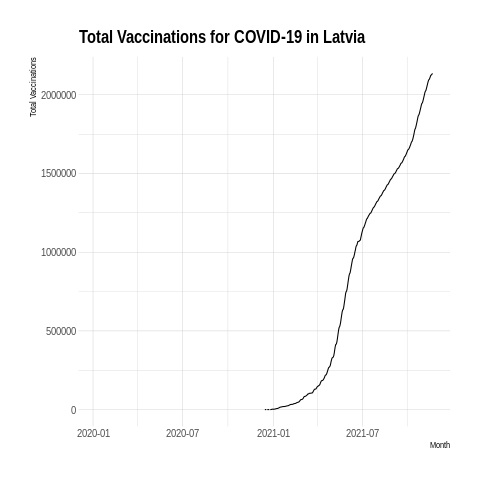 Total Vaccinations for COVID-19 in Latvia
Total Vaccinations
2000000
1500000
1000000
500000
0
2020-01 2020-07 2021-01 2021-07
Month